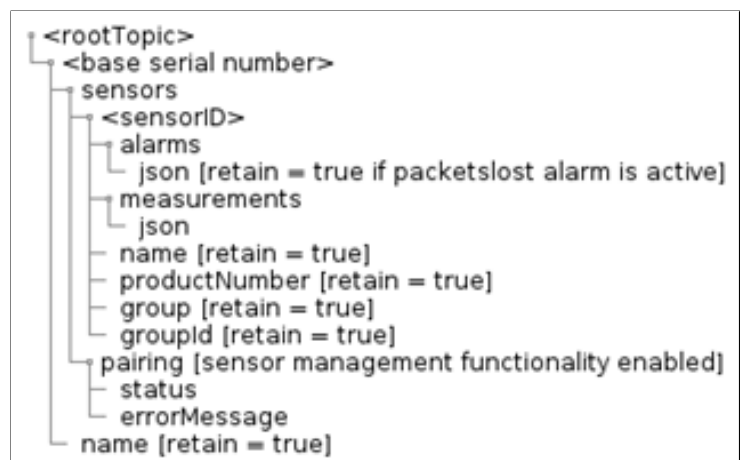 <rootTopic>
<base serial number>
sensors
<sensorID>
alarms
json [retain = true if packetslost alarm is active]
measurements
json
name [retain = true]
productNumber [retain = true]
group [retain = true]
groupId [retain = true]
pairing [sensor management functionality enabled]
status
errorMessage
name [retain = true]